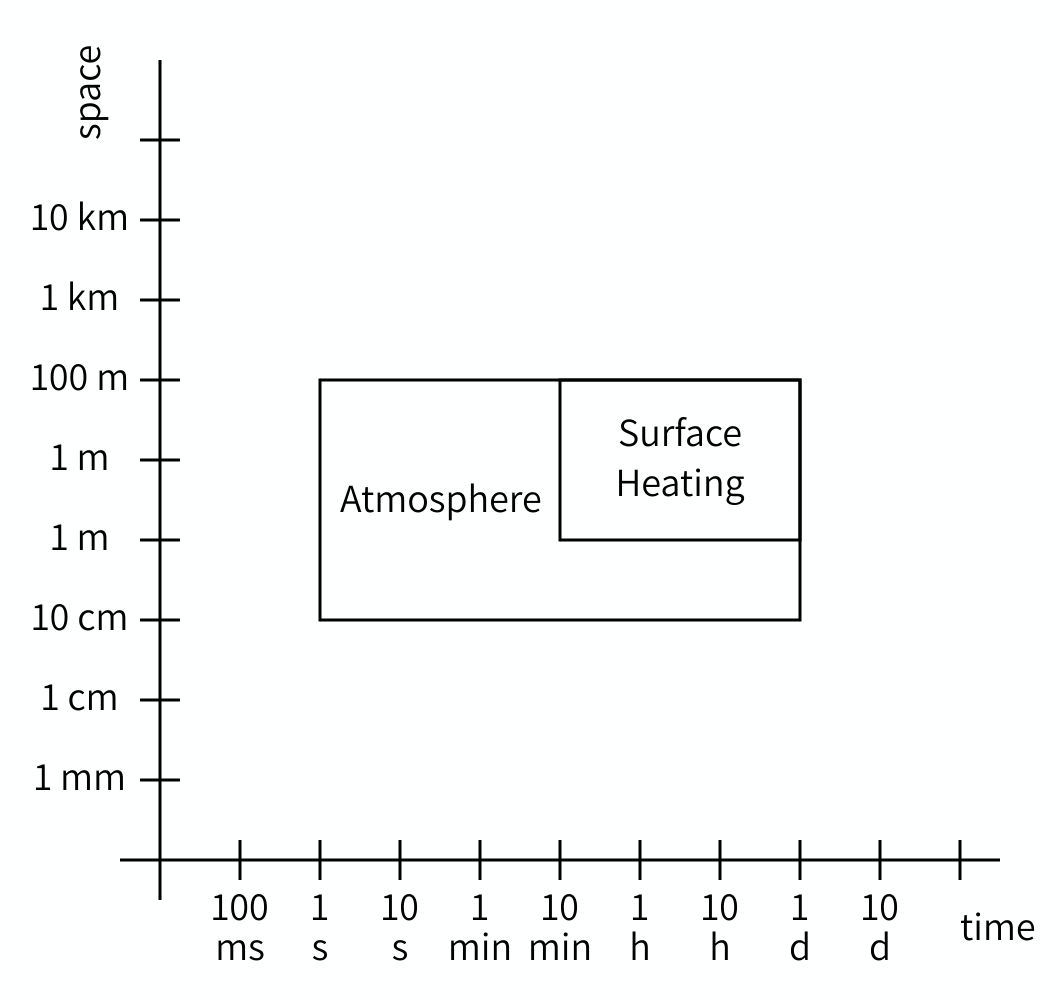 space
10 km
1 km
100 m
1 m
1 m
10 cm
1 cm
1 mm
Atmosphere
Surface
Heating
100 1 10 1 10 1 10 1 10
ms s s min min h h d d
time